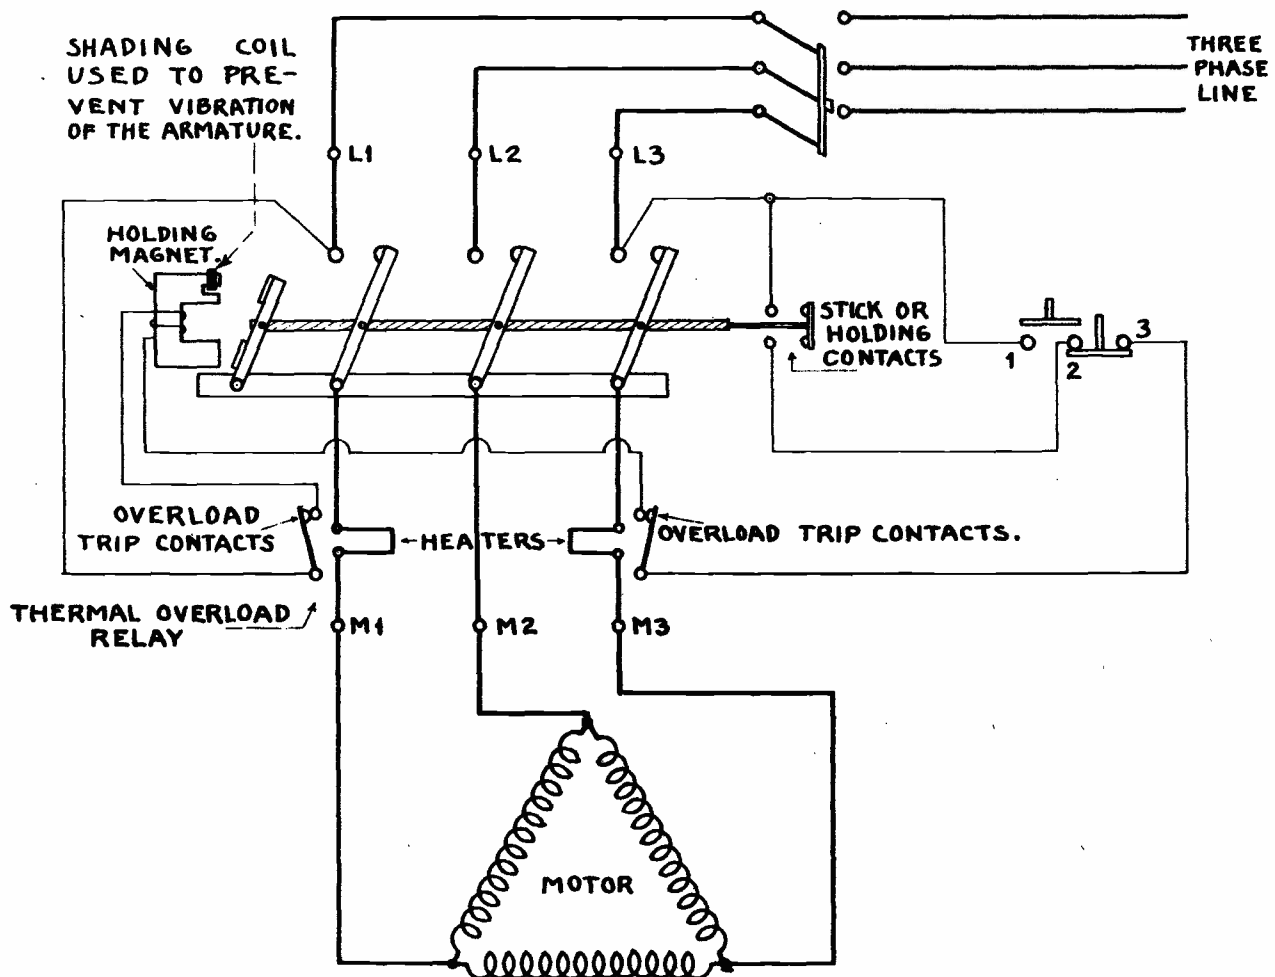 SHADING COIL
USED TO PRE-
VENT VIBRATION
OF THE ARMATURE.
THREE
PHASE
LINE
L1
L2
L3
HOLDING
MAGNET.
STICK OR
HOLDING
CONTACTS
1
2
3
OVERLOAD
TRIP CONTACTS
HEATERS
OVERLOAD TRIP CONTACTS.
THERMAL OVERLOAD
RELAY
M1
M2
M3
MOTOR